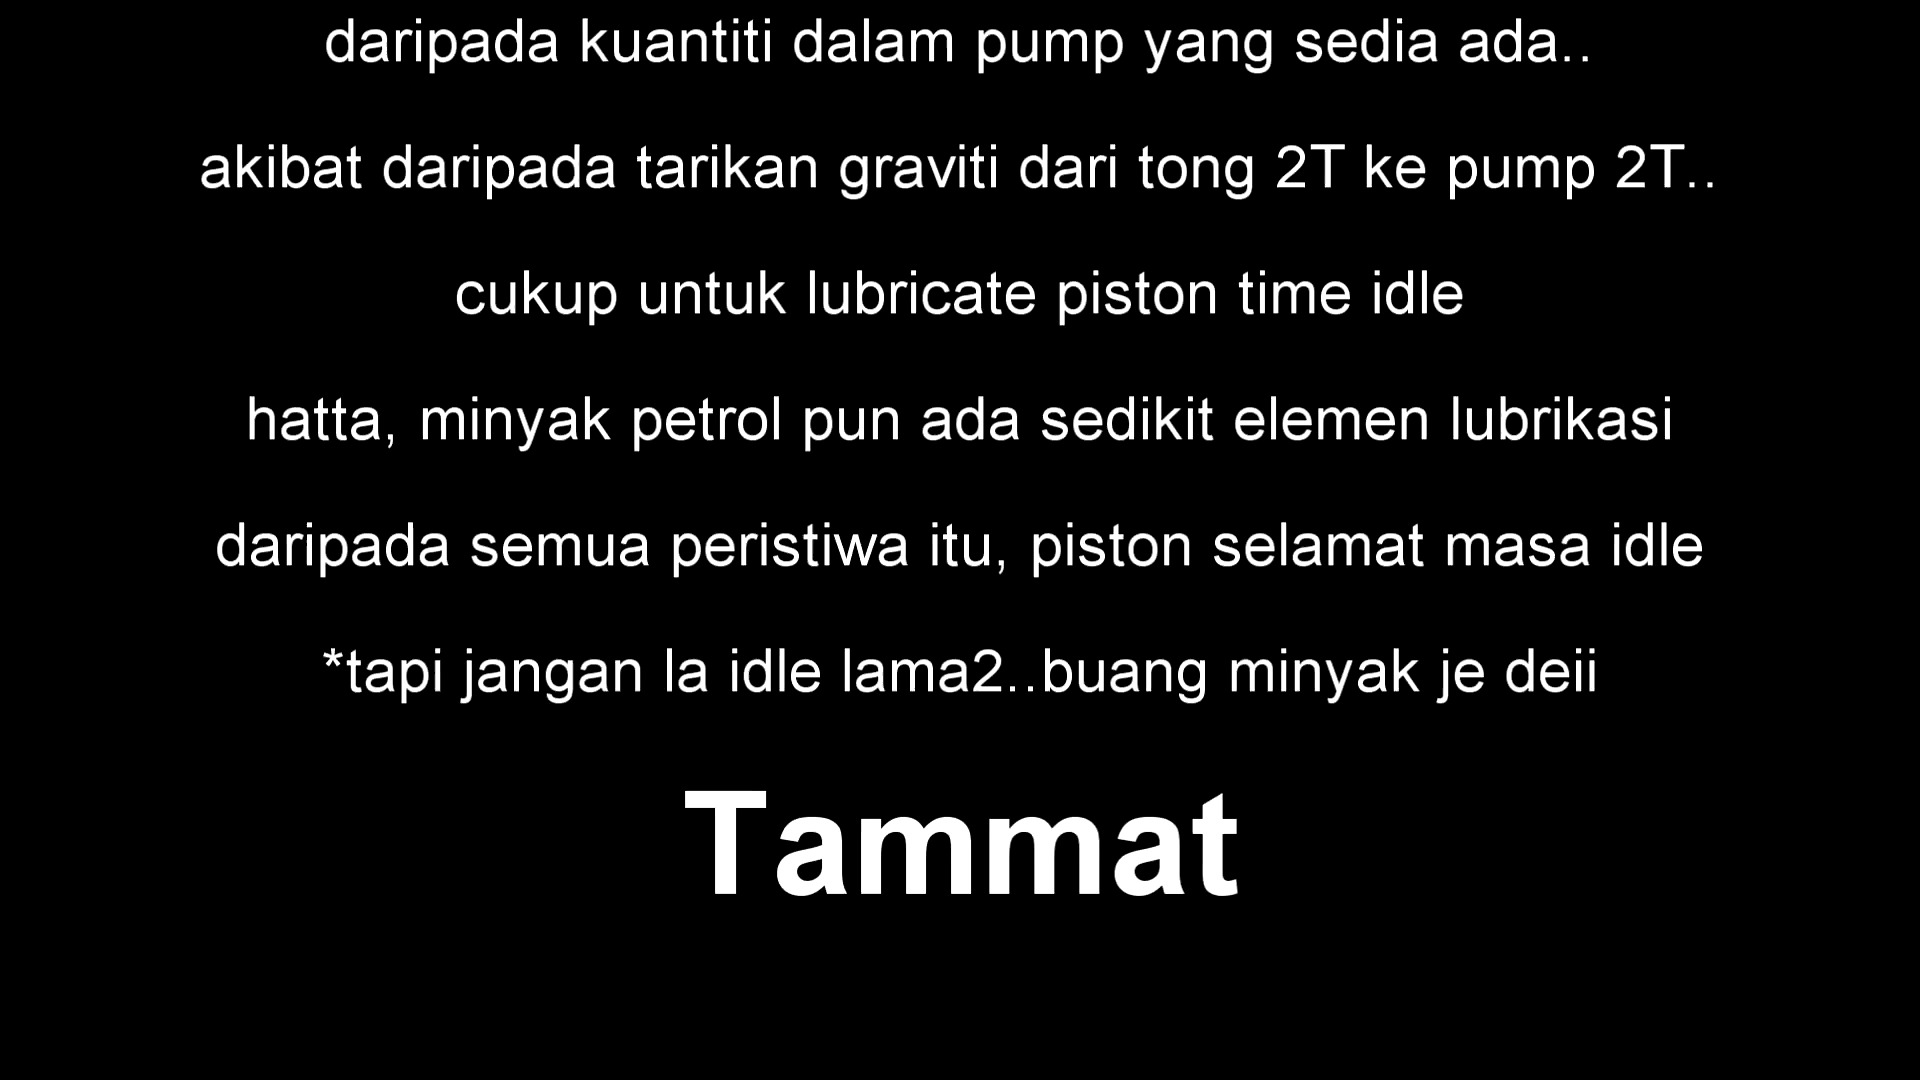 daripada kuantiti dalam pump yang sedia ada..
akibat daripada tarikan graviti dari tong 2T ke pump 2T..
cukup untuk lubricate piston time idle
hatta, minyak petrol pun ada sedikit elemen lubrikasi
daripada semua peristiwa itu, piston selamat masa idle
*tapi jangan la idle lama2..buang minyak je deii
Tammat